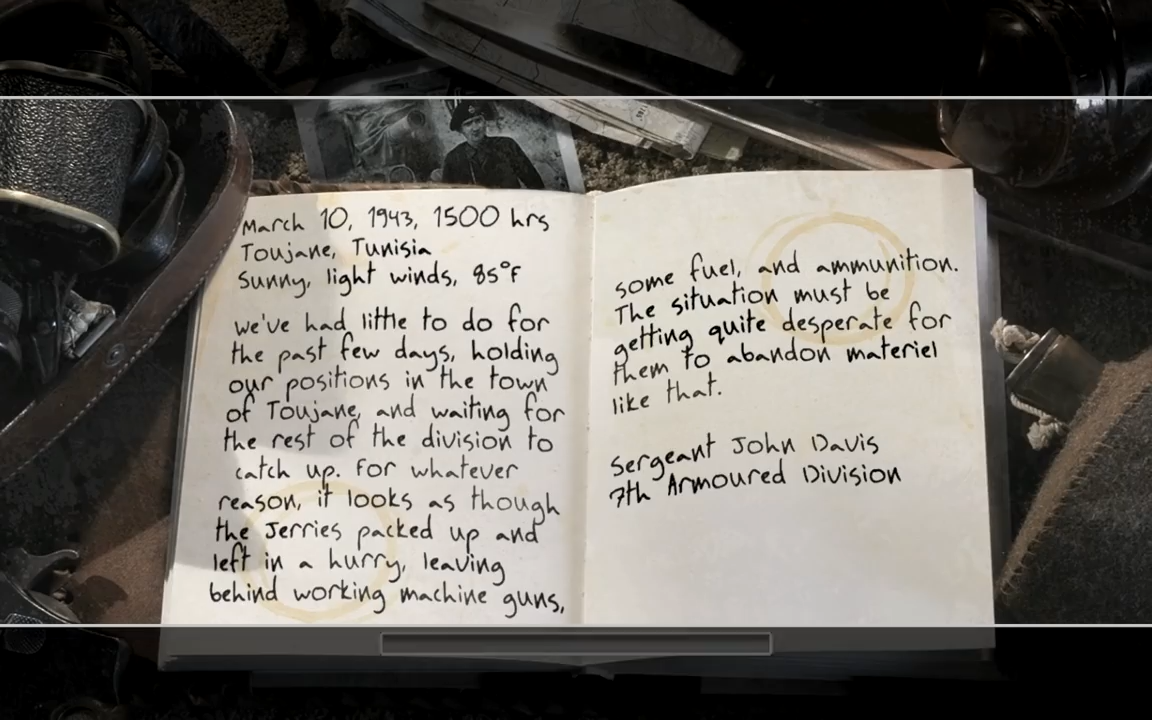 March 10, 1943, 1500 hrs
Toujane, Tunisia
Sunny, light winds, 85°F
we've had little to do for
the past few days, holding
our positions in the town
of Toujane, and waiting for
the rest of the division to
catch up. For whatever
reason, it looks as though
the Jerries packed up and
left in a hurry, leaving
behind working machine guns,
some fuel, and ammunition.
The situation must be
getting quite desperate for
them to abandon materiel
like that.
Sergeant John Davis
7th Armoured Division